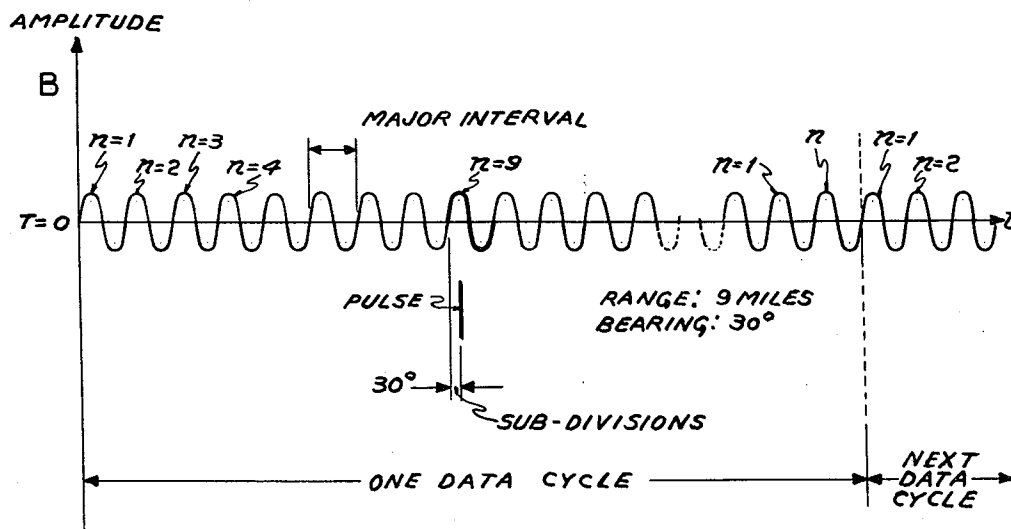 AMPLITUDE
B
MAJOR INTERVAL
n=1
n=2
n=3
n=4
n=9
n=1
n
n=1
n=2
T=0
t
PULSE
RANGE: 9 MILES
BEARING: 30°
30°
SUB-DIVISIONS
ONE DATA CYCLE
NEXT
DATA
CYCLE